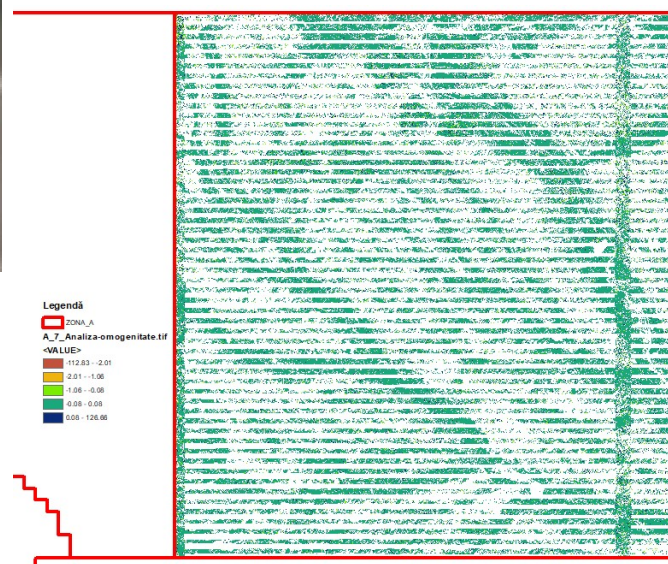 Legendă
ZONA_A
A_7_Analiza-omogenitate.tif
<VALUE>
-112.83 - -2.01
-2.01 - -1.06
-1.06 - -0.08
-0.08 - 0.08
0.08 - 126.66